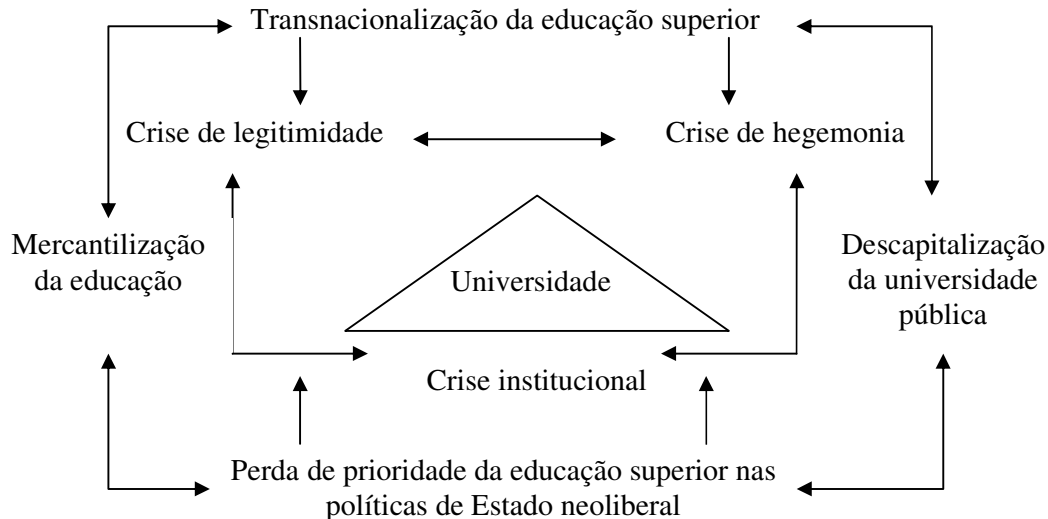 Transnacionalização da educação superior
Crise de legitimidade
Crise de hegemonia
Mercantilização
da educação
Universidade
Descapitalização
da universidade
pública
Crise institucional
Perda de prioridade da educação superior nas
políticas de Estado neoliberal